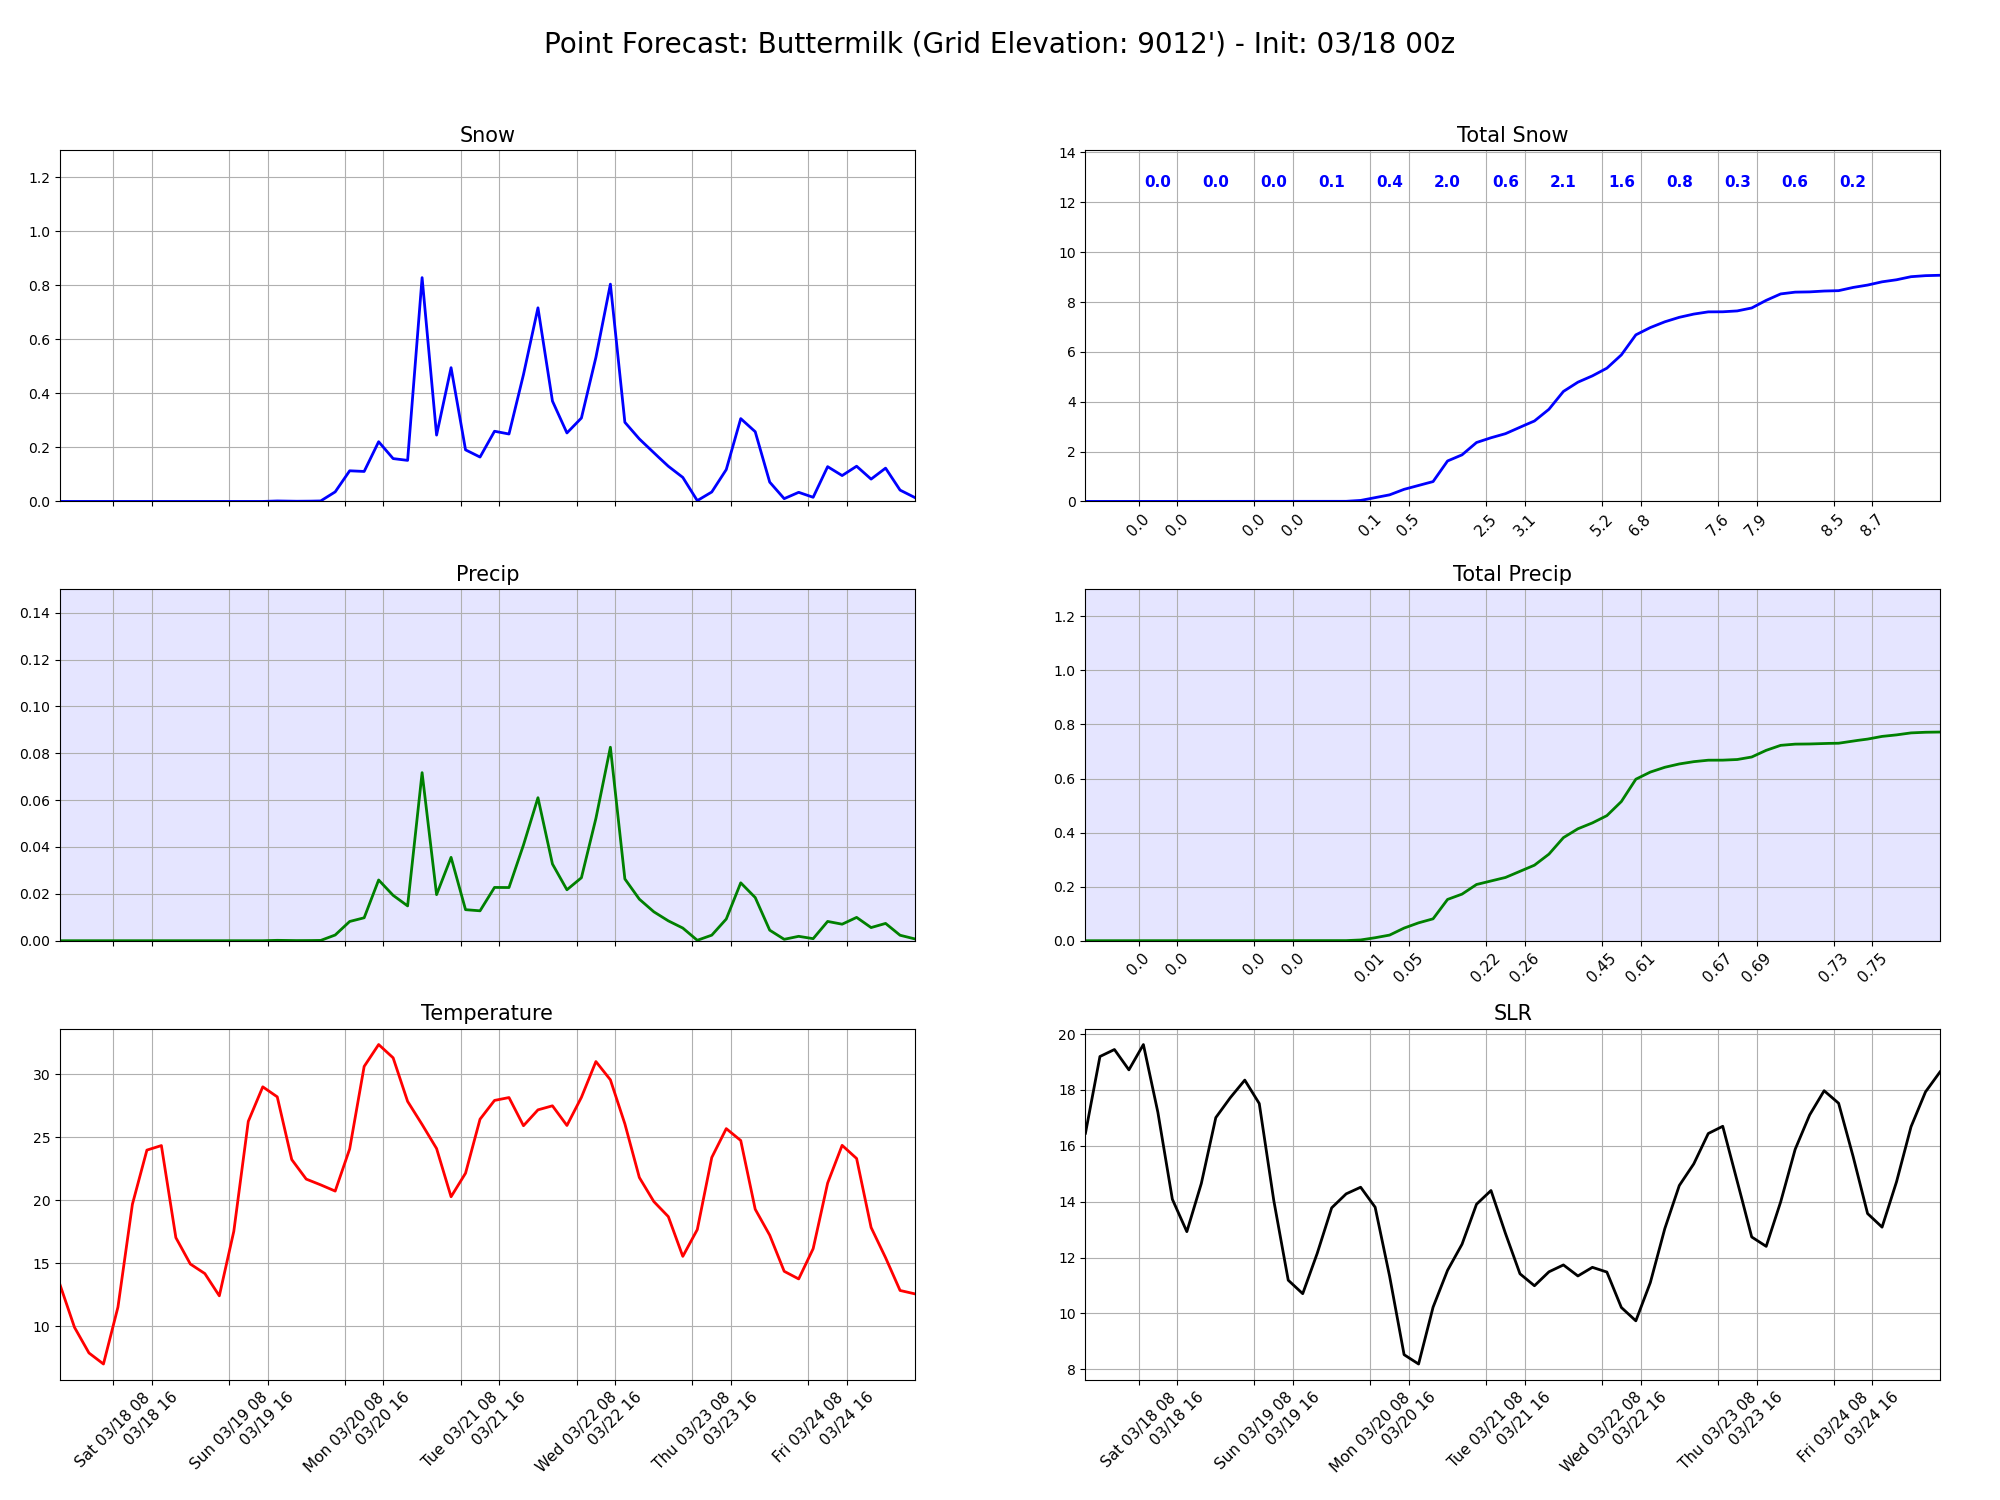 Point Forecast: Buttermilk (Grid Elevation: 9012') - Init: 03/18 00z
Snow
1.2
1.0
0.8
0.6
0.4
0.2
0.0
Total Snow
14
12
10
8
6
4
2
0
0.0 0.0 0.0 0.1 0.4 2.0 0.6 2.1 1.6 0.8 0.3 0.6 0.2
0.0 0.0 0.0 0.0 0.1 0.5 2.5 3.1 5.2 6.8 7.6 7.9 8.5 8.7
Precip
0.14
0.12
0.10
0.08
0.06
0.04
0.02
0.00
Total Precip
1.2
1.0
0.8
0.6
0.4
0.2
0.0
0.0 0.0 0.0 0.0 0.01 0.05 0.22 0.26 0.45 0.61 0.67 0.69 0.73 0.75
Temperature
30
25
20
15
10
Sat 03/18 08
03/18 16
Sun 03/19 08
03/19 16
Mon 03/20 08
03/20 16
Tue 03/21 08
03/21 16
Wed 03/22 08
03/22 16
Thu 03/23 08
03/23 16
Fri 03/24 08
03/24 16
SLR
20
18
16
14
12
10
8
Sat 03/18 08
03/18 16
Sun 03/19 08
03/19 16
Mon 03/20 08
03/20 16
Tue 03/21 08
03/21 16
Wed 03/22 08
03/22 16
Thu 03/23 08
03/23 16
Fri 03/24 08
03/24 16